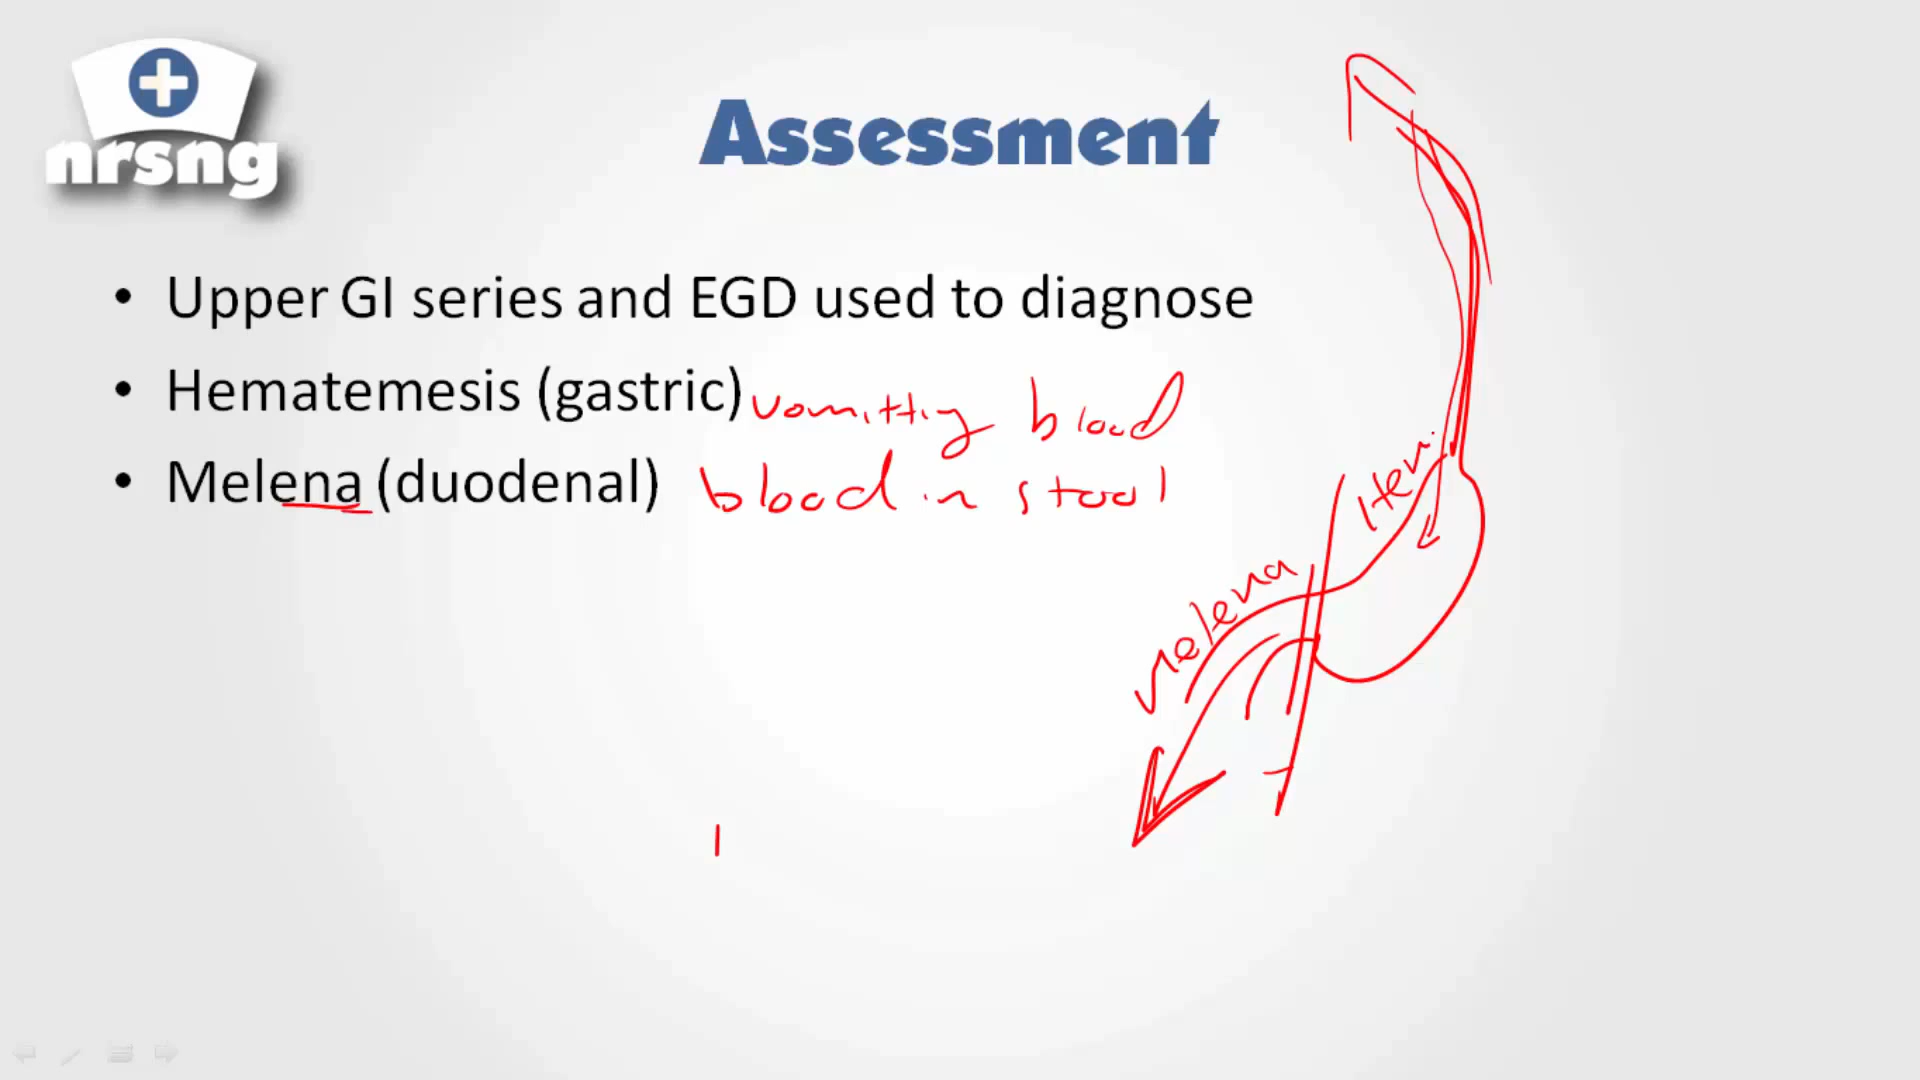 nrsng
Assessment
• Upper GI series and EGD used to diagnose
• Hematemesis (gastric) vomitting blood
• Melena (duodenal) blood in stool
Melena